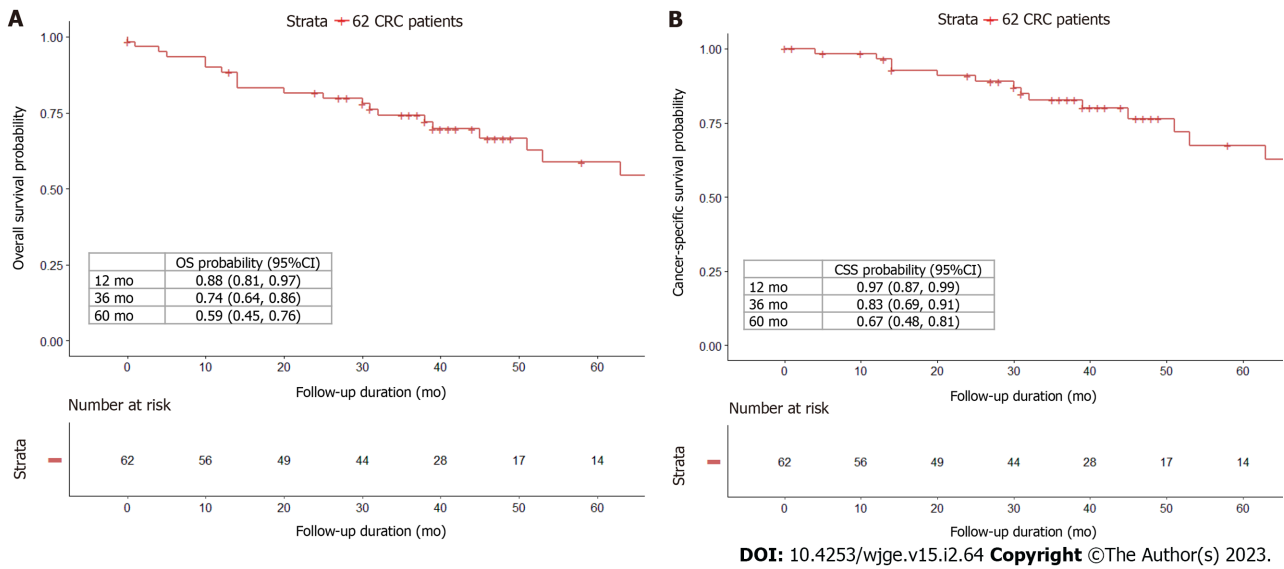 A
Strata 62 CRC patients
Overall survival probability
1.00
0.75
0.50
0.25
0.00
OS probability (95%CI)
12 mo 0.88 (0.81, 0.97)
36 mo 0.74 (0.64, 0.86)
60 mo 0.59 (0.45, 0.76)
0 10 20 30 40 50 60
Follow-up duration (mo)
Number at risk
Strata
62 56 49 44 28 17 14
0 10 20 30 40 50 60
Follow-up duration (mo)
B
Strata 62 CRC patients
Cancer-specific survival probability
1.00
0.75
0.50
0.25
0.00
CSS probability (95%CI)
12 mo 0.97 (0.87, 0.99)
36 mo 0.83 (0.69, 0.91)
60 mo 0.67 (0.48, 0.81)
0 10 20 30 40 50 60
Follow-up duration (mo)
Number at risk
Strata
62 56 49 44 28 17 14
0 10 20 30 40 50 60
Follow-up duration (mo)
DOI: 10.4253/wjge.v15.i2.64 Copyright ©The Author(s) 2023.